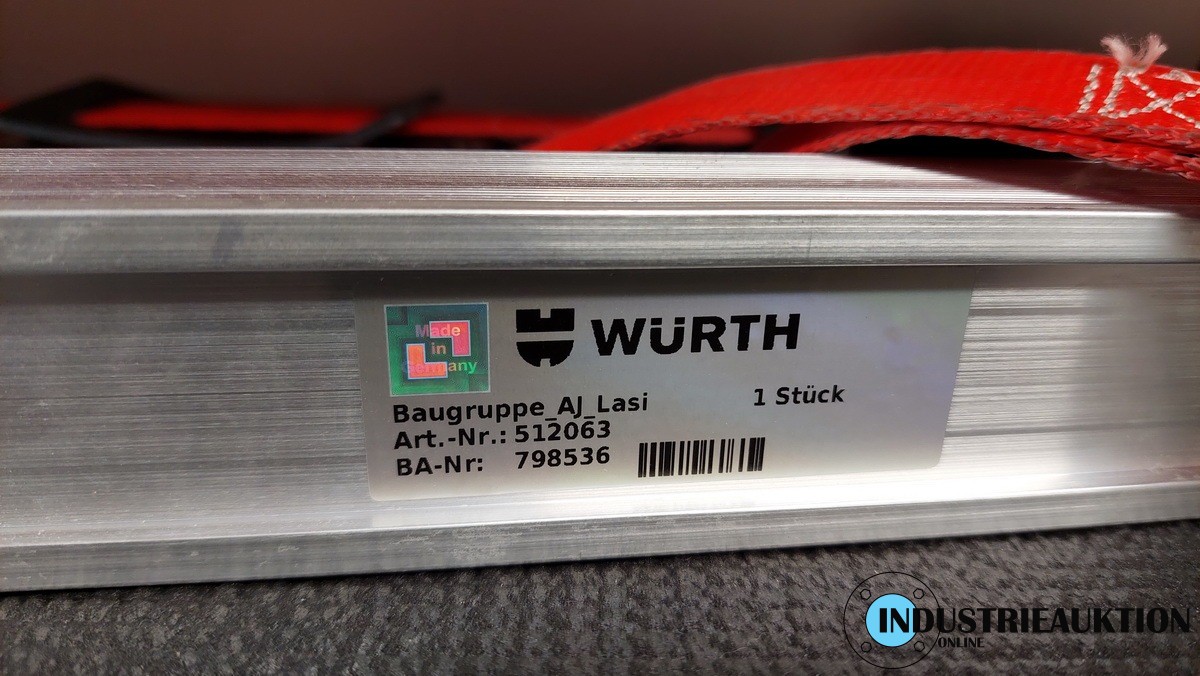 Made
in
Germany
WÜRTH
Baugruppe_AJ_Lasi
1 Stück
Art.-Nr.: 512063
BA-Nr: 798536
INDUSTRIEAUKTION
ONLINE